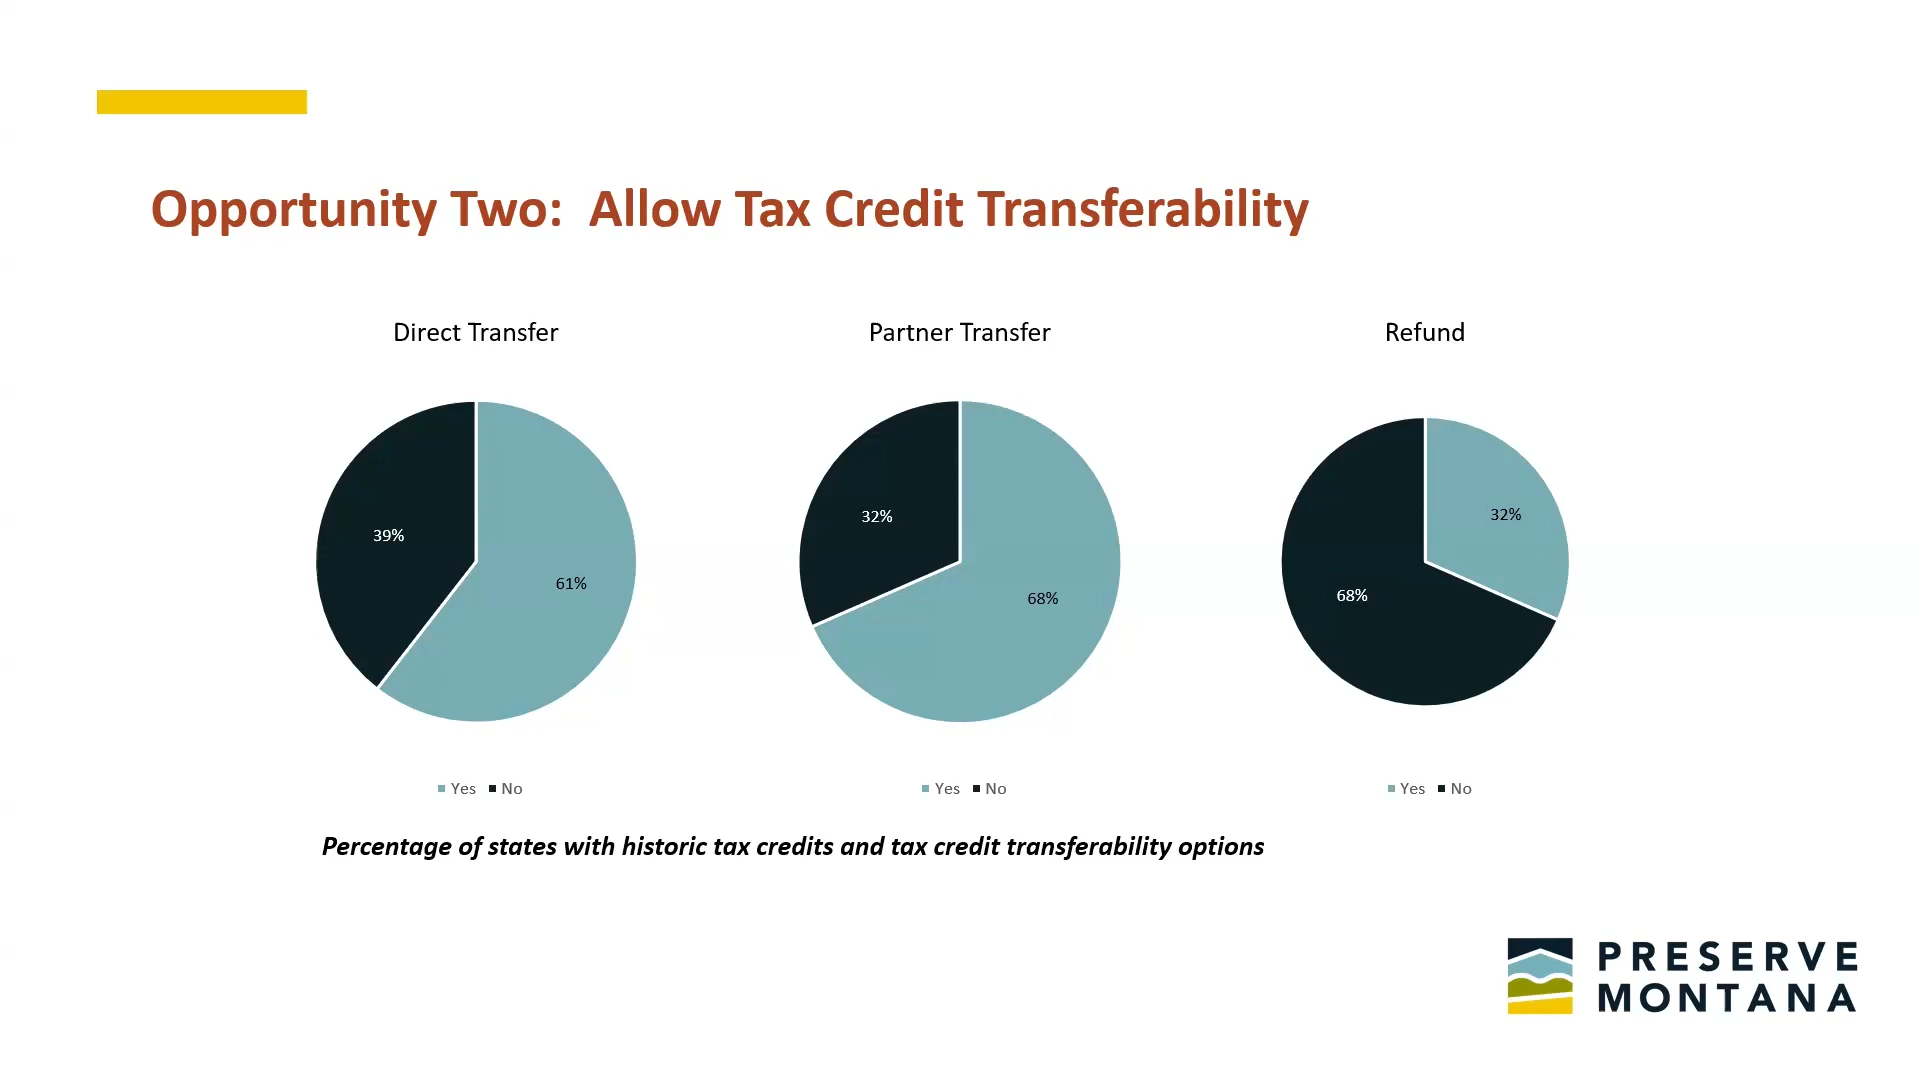 Opportunity Two:  Allow Tax Credit Transferability
Direct Transfer
39%
61%
Yes No
Partner Transfer
32%
68%
Yes No
Refund
32%
68%
Yes No
Percentage of states with historic tax credits and tax credit transferability options
PRESERVE
MONTANA